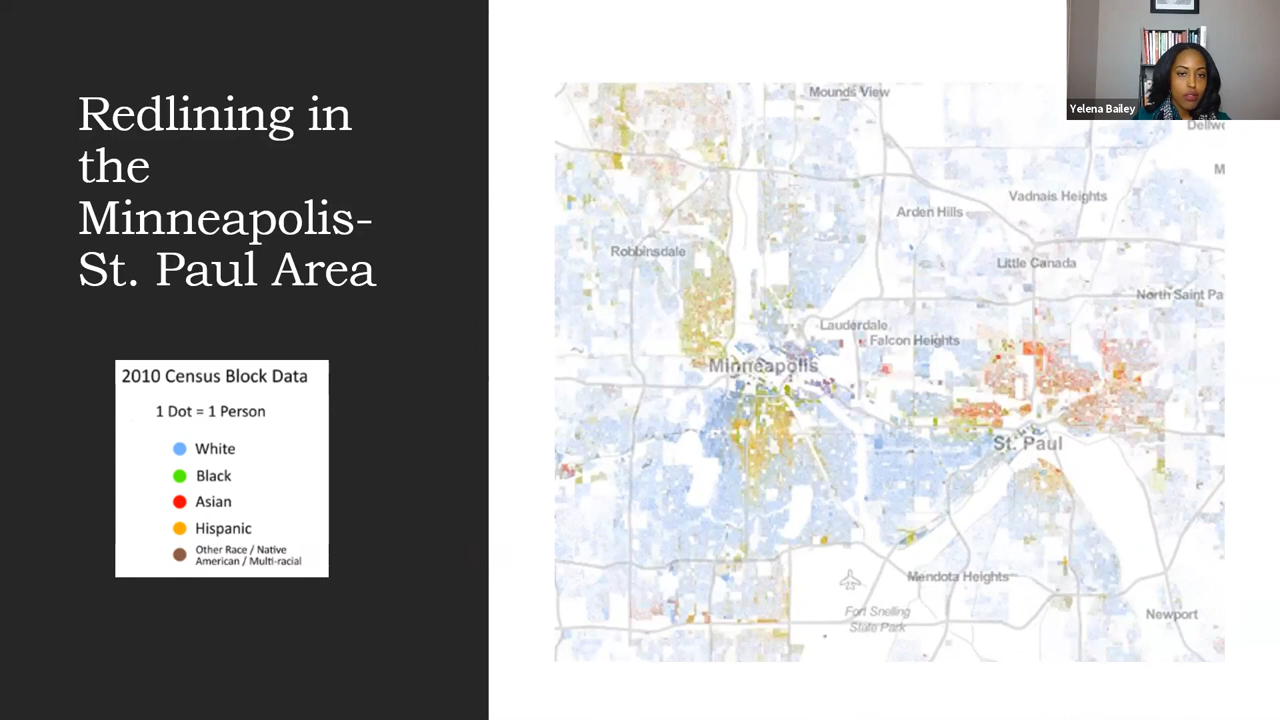 Redlining in
the
Minneapolis-
St. Paul Area
2010 Census Block Data
1 Dot = 1 Person
White
Black
Asian
Hispanic
Other Race / Native
American / Multi-racial
Mounds View
Vadnais Heights
Arden Hills
Robbinsdale
Little Canada
North Saint Pa
Lauderdale
Falcon Heights
Minneapolis
St. Paul
Mendota Heights
Fort Snelling
State Park
Newport
Yelena Bailey
Dellw
M